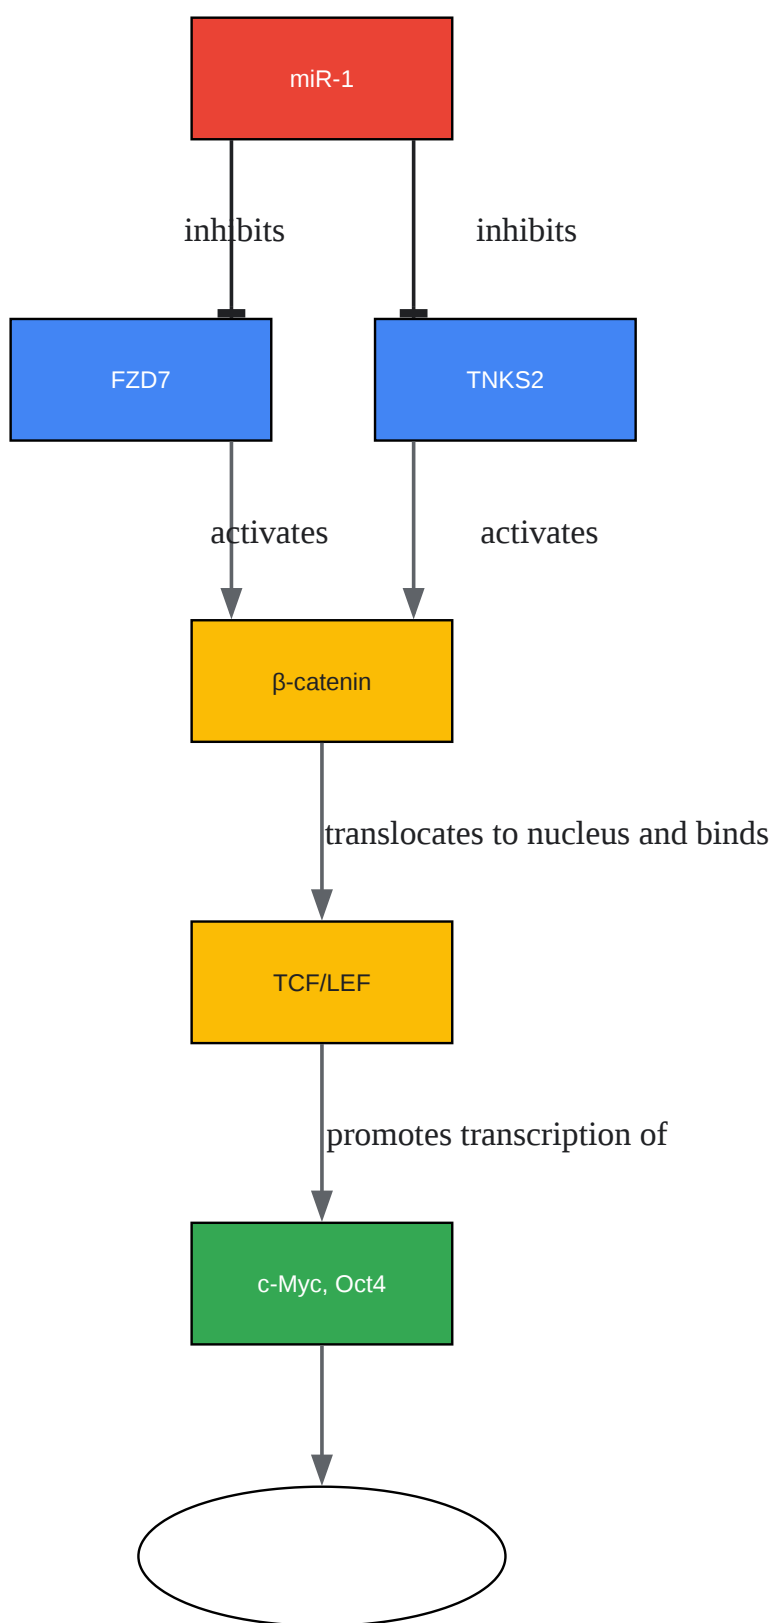 miR-1
inhibits
inhibits
FZD7
TNKS2
activates
activates
β-catenin
translocates to nucleus and binds
TCF/LEF
promotes transcription of
c-Myc, Oct4